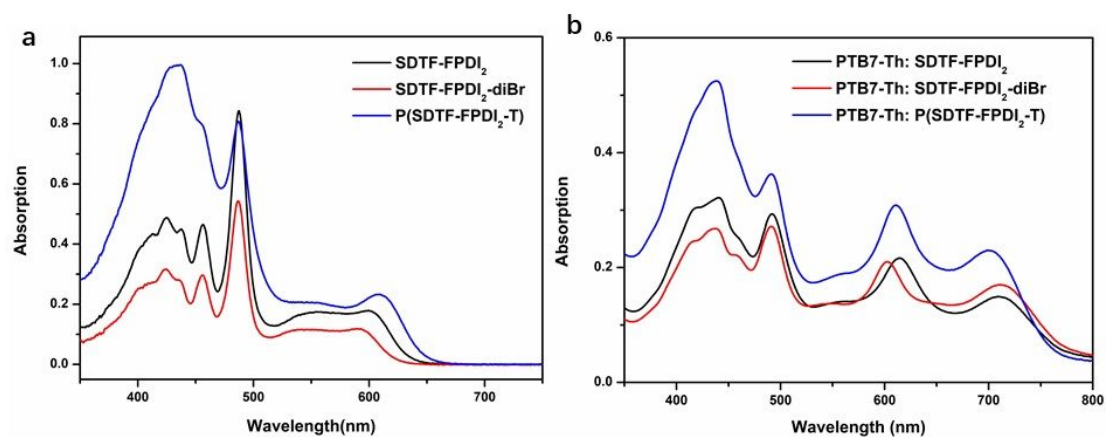 a
SDTF-FPDI₂
SDTF-FPDI₂-diBr
P(SDTF-FPDI₂-T)
1.0
0.8
0.6
0.4
0.2
0.0
Absorption
400 500 600 700
Wavelength(nm)
b
PTB7-Th: SDTF-FPDI₂
PTB7-Th: SDTF-FPDI₂-diBr
PTB7-Th: P(SDTF-FPDI₂-T)
0.6
0.4
0.2
0.0
Absorption
400 500 600 700 800
Wavelength (nm)